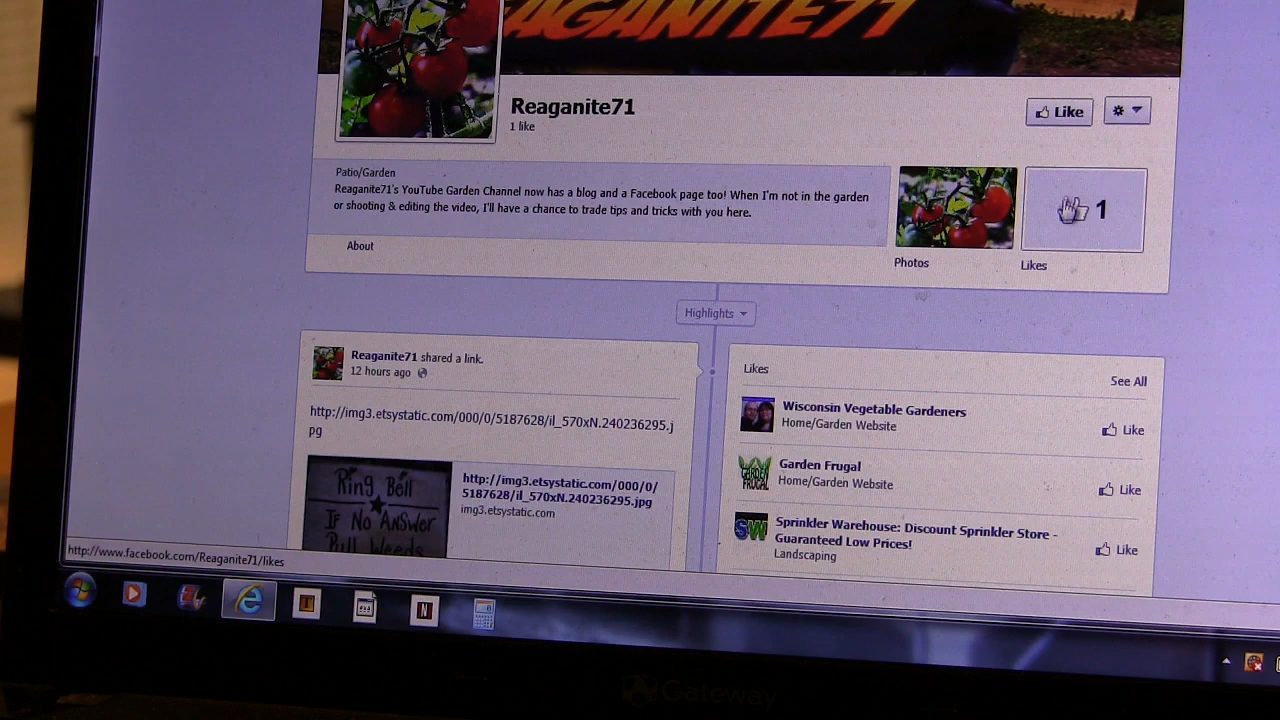 REAGANITE71
Reaganite71
1 like
Like
Patio/Garden
Reaganite71's YouTube Garden Channel now has a blog and a Facebook page too! When I'm not in the garden
or shooting & editing the video, I'll have a chance to trade tips and tricks with you here.
About
1
Photos
Likes
Highlights
Reaganite71 shared a link.
12 hours ago
http://img3.etsystatic.com/000/0/5187628/il_570xN.240236295.j
pg
Ring Bell
If No Answer
Pull Weeds
http://img3.etsystatic.com/000/0/
5187628/il_570xN.240236295.jpg
img3.etsystatic.com
Likes
See All
Wisconsin Vegetable Gardeners
Home/Garden Website
Like
Garden Frugal
Home/Garden Website
Like
GARDEN
FRUGAL
SW
Sprinkler Warehouse: Discount Sprinkler Store -
Guaranteed Low Prices!
Landscaping
Like
http://www.facebook.com/Reaganite71/likes
N
Gateway